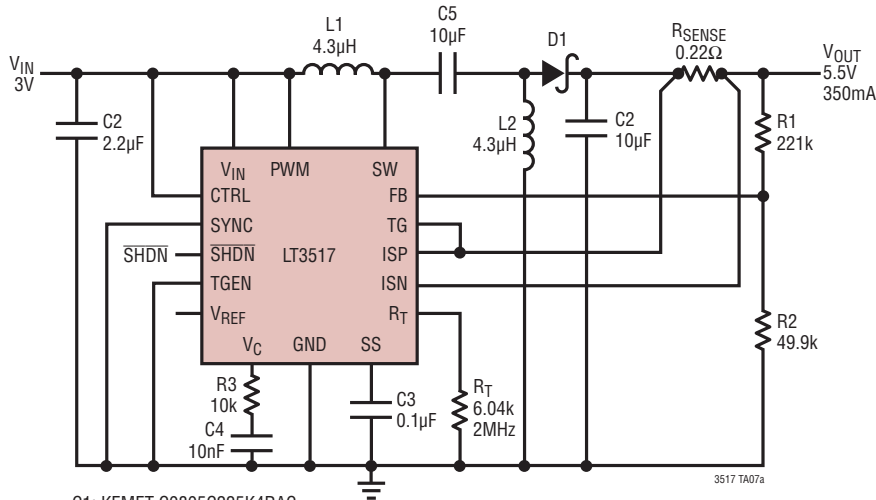 L1
4.3µH
C5
10µF
D1
RSENSE
0.22Ω
VIN
3V
VOUT
5.5V
350mA
C2
2.2µF
L2
4.3µH
C2
10µF
R1
221k
VIN
PWM
SW
CTRL
FB
SYNC
TG
SHDN
SHDN
LT3517
ISP
TGEN
ISN
VREF
RT
VC
GND
SS
R2
49.9k
R3
10k
C4
10nF
C3
0.1µF
RT
6.04k
2MHz
3517 TA07a